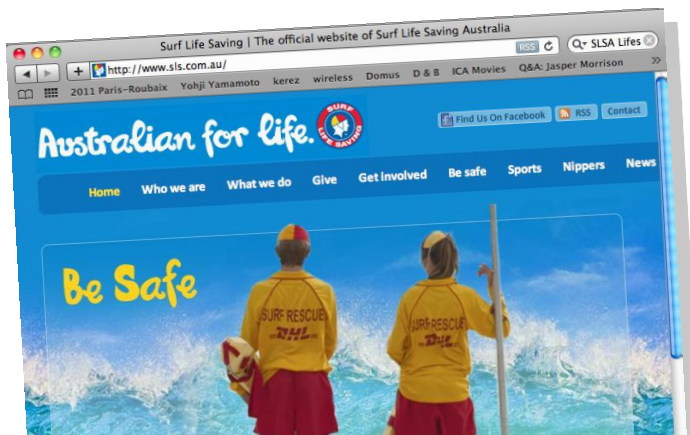 Surf Life Saving | The official website of Surf Life Saving Australia
http://www.sls.com.au/ RSS SLSA Lifes
2011 Paris-Roubaix Yohji Yamamoto kerez wireless Domus D & B ICA Movies Q&A: Jasper Morrison >>
Australian for life. SURF LIFE SAVING Find Us On Facebook RSS Contact
Home Who we are What we do Give Get involved Be safe Sports Nippers News
Be Safe
SURF RESCUE SURF RESCUE
DHL DHL